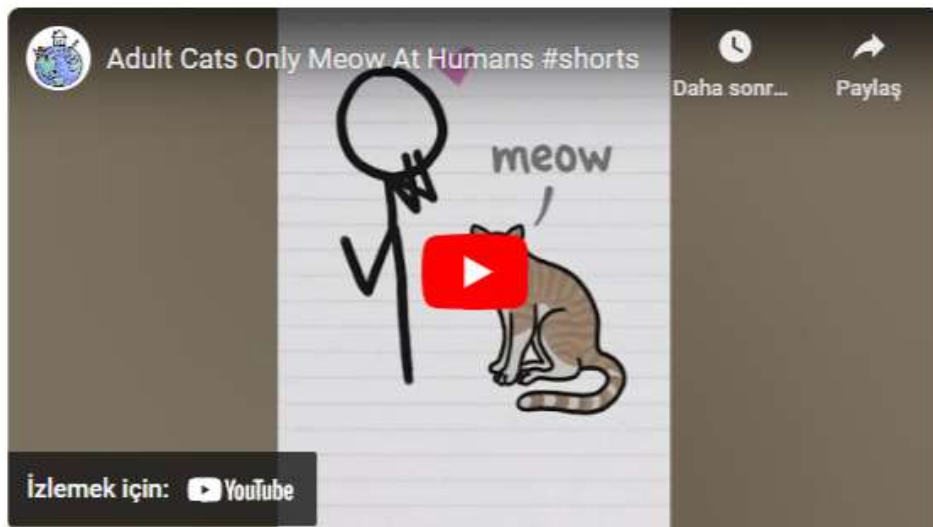 Adult Cats Only Meow At Humans #shorts
Daha sonr...
Paylaş
meow
İzlemek için: YouTube